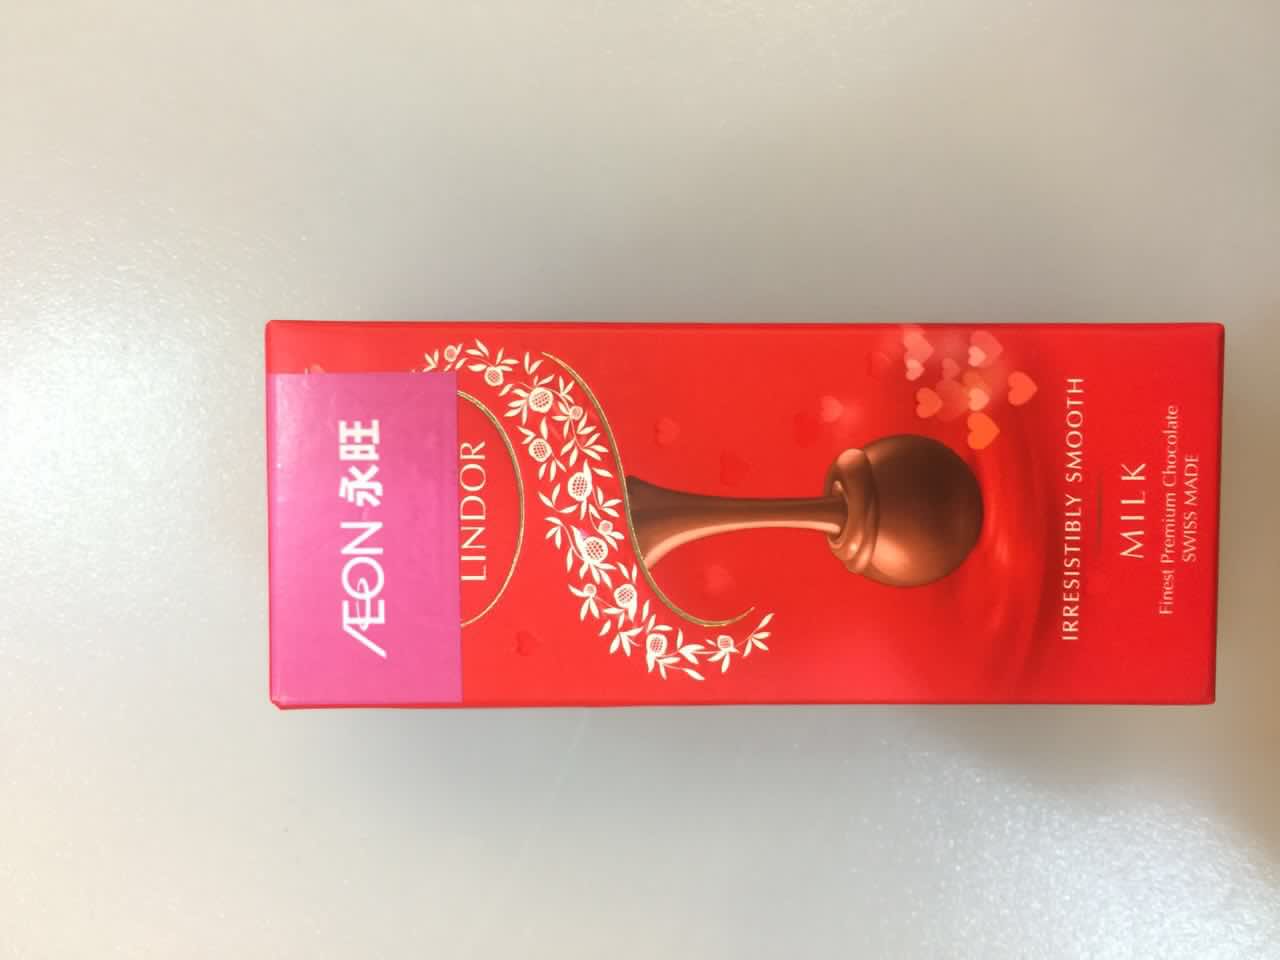 ÆON 永旺
LINDOR
IRRESISTIBLY SMOOTH
MILK
Finest Premium Chocolate
SWISS MADE